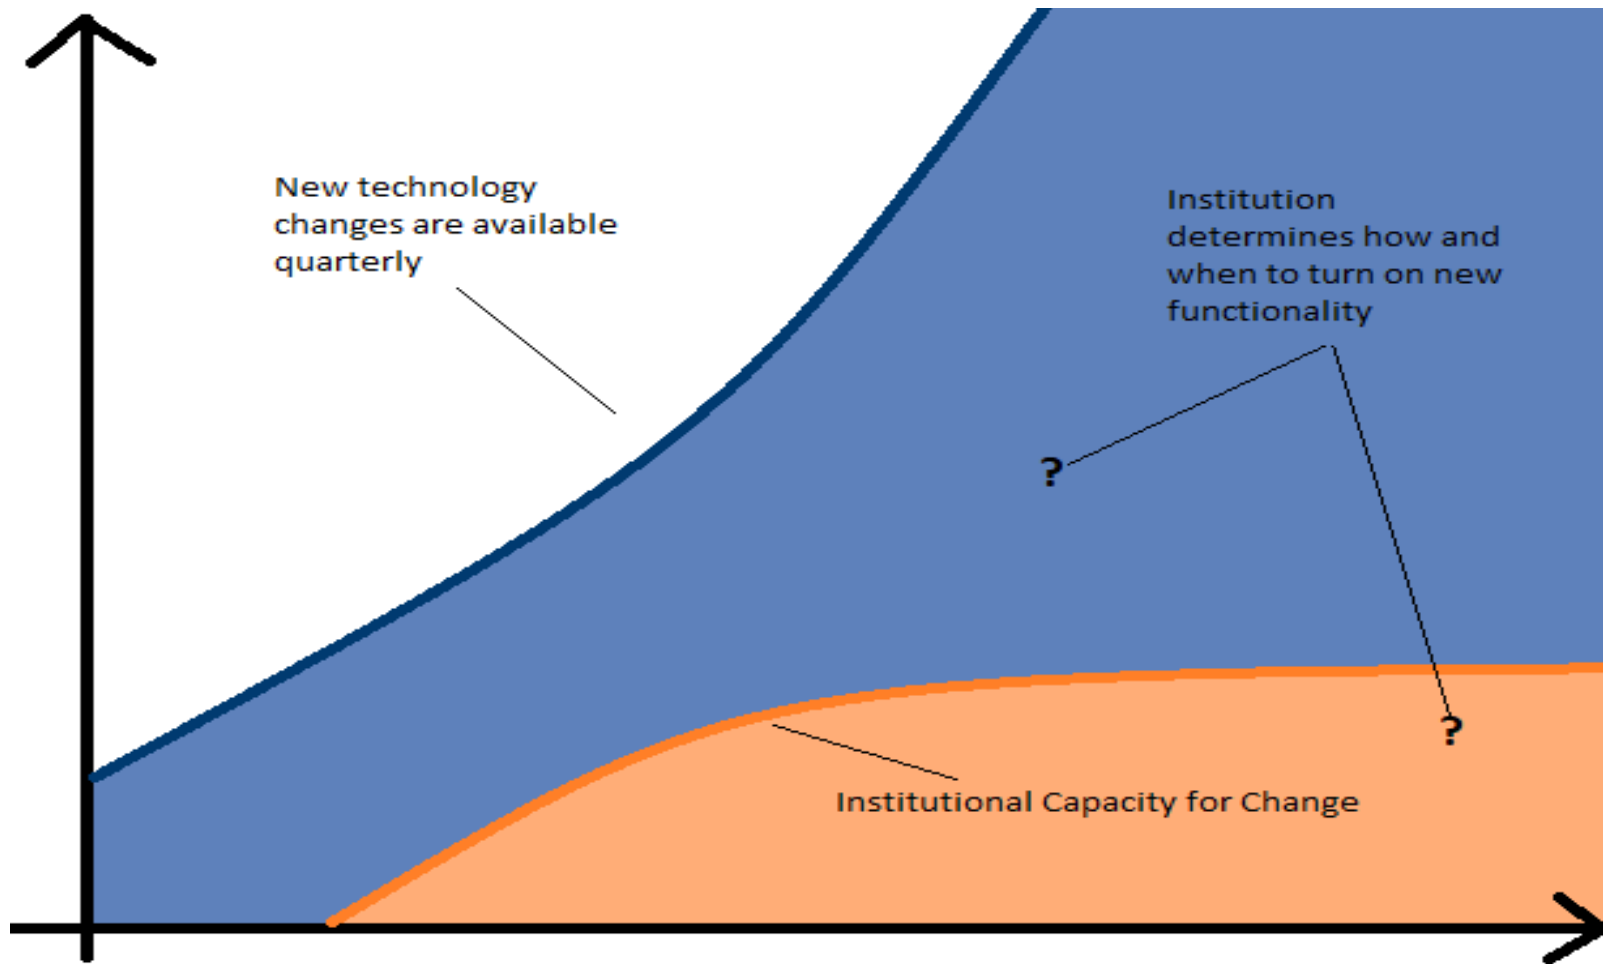 New technology
changes are available
quarterly
Institution
determines how and
when to turn on new
functionality
?
?
Institutional Capacity for Change